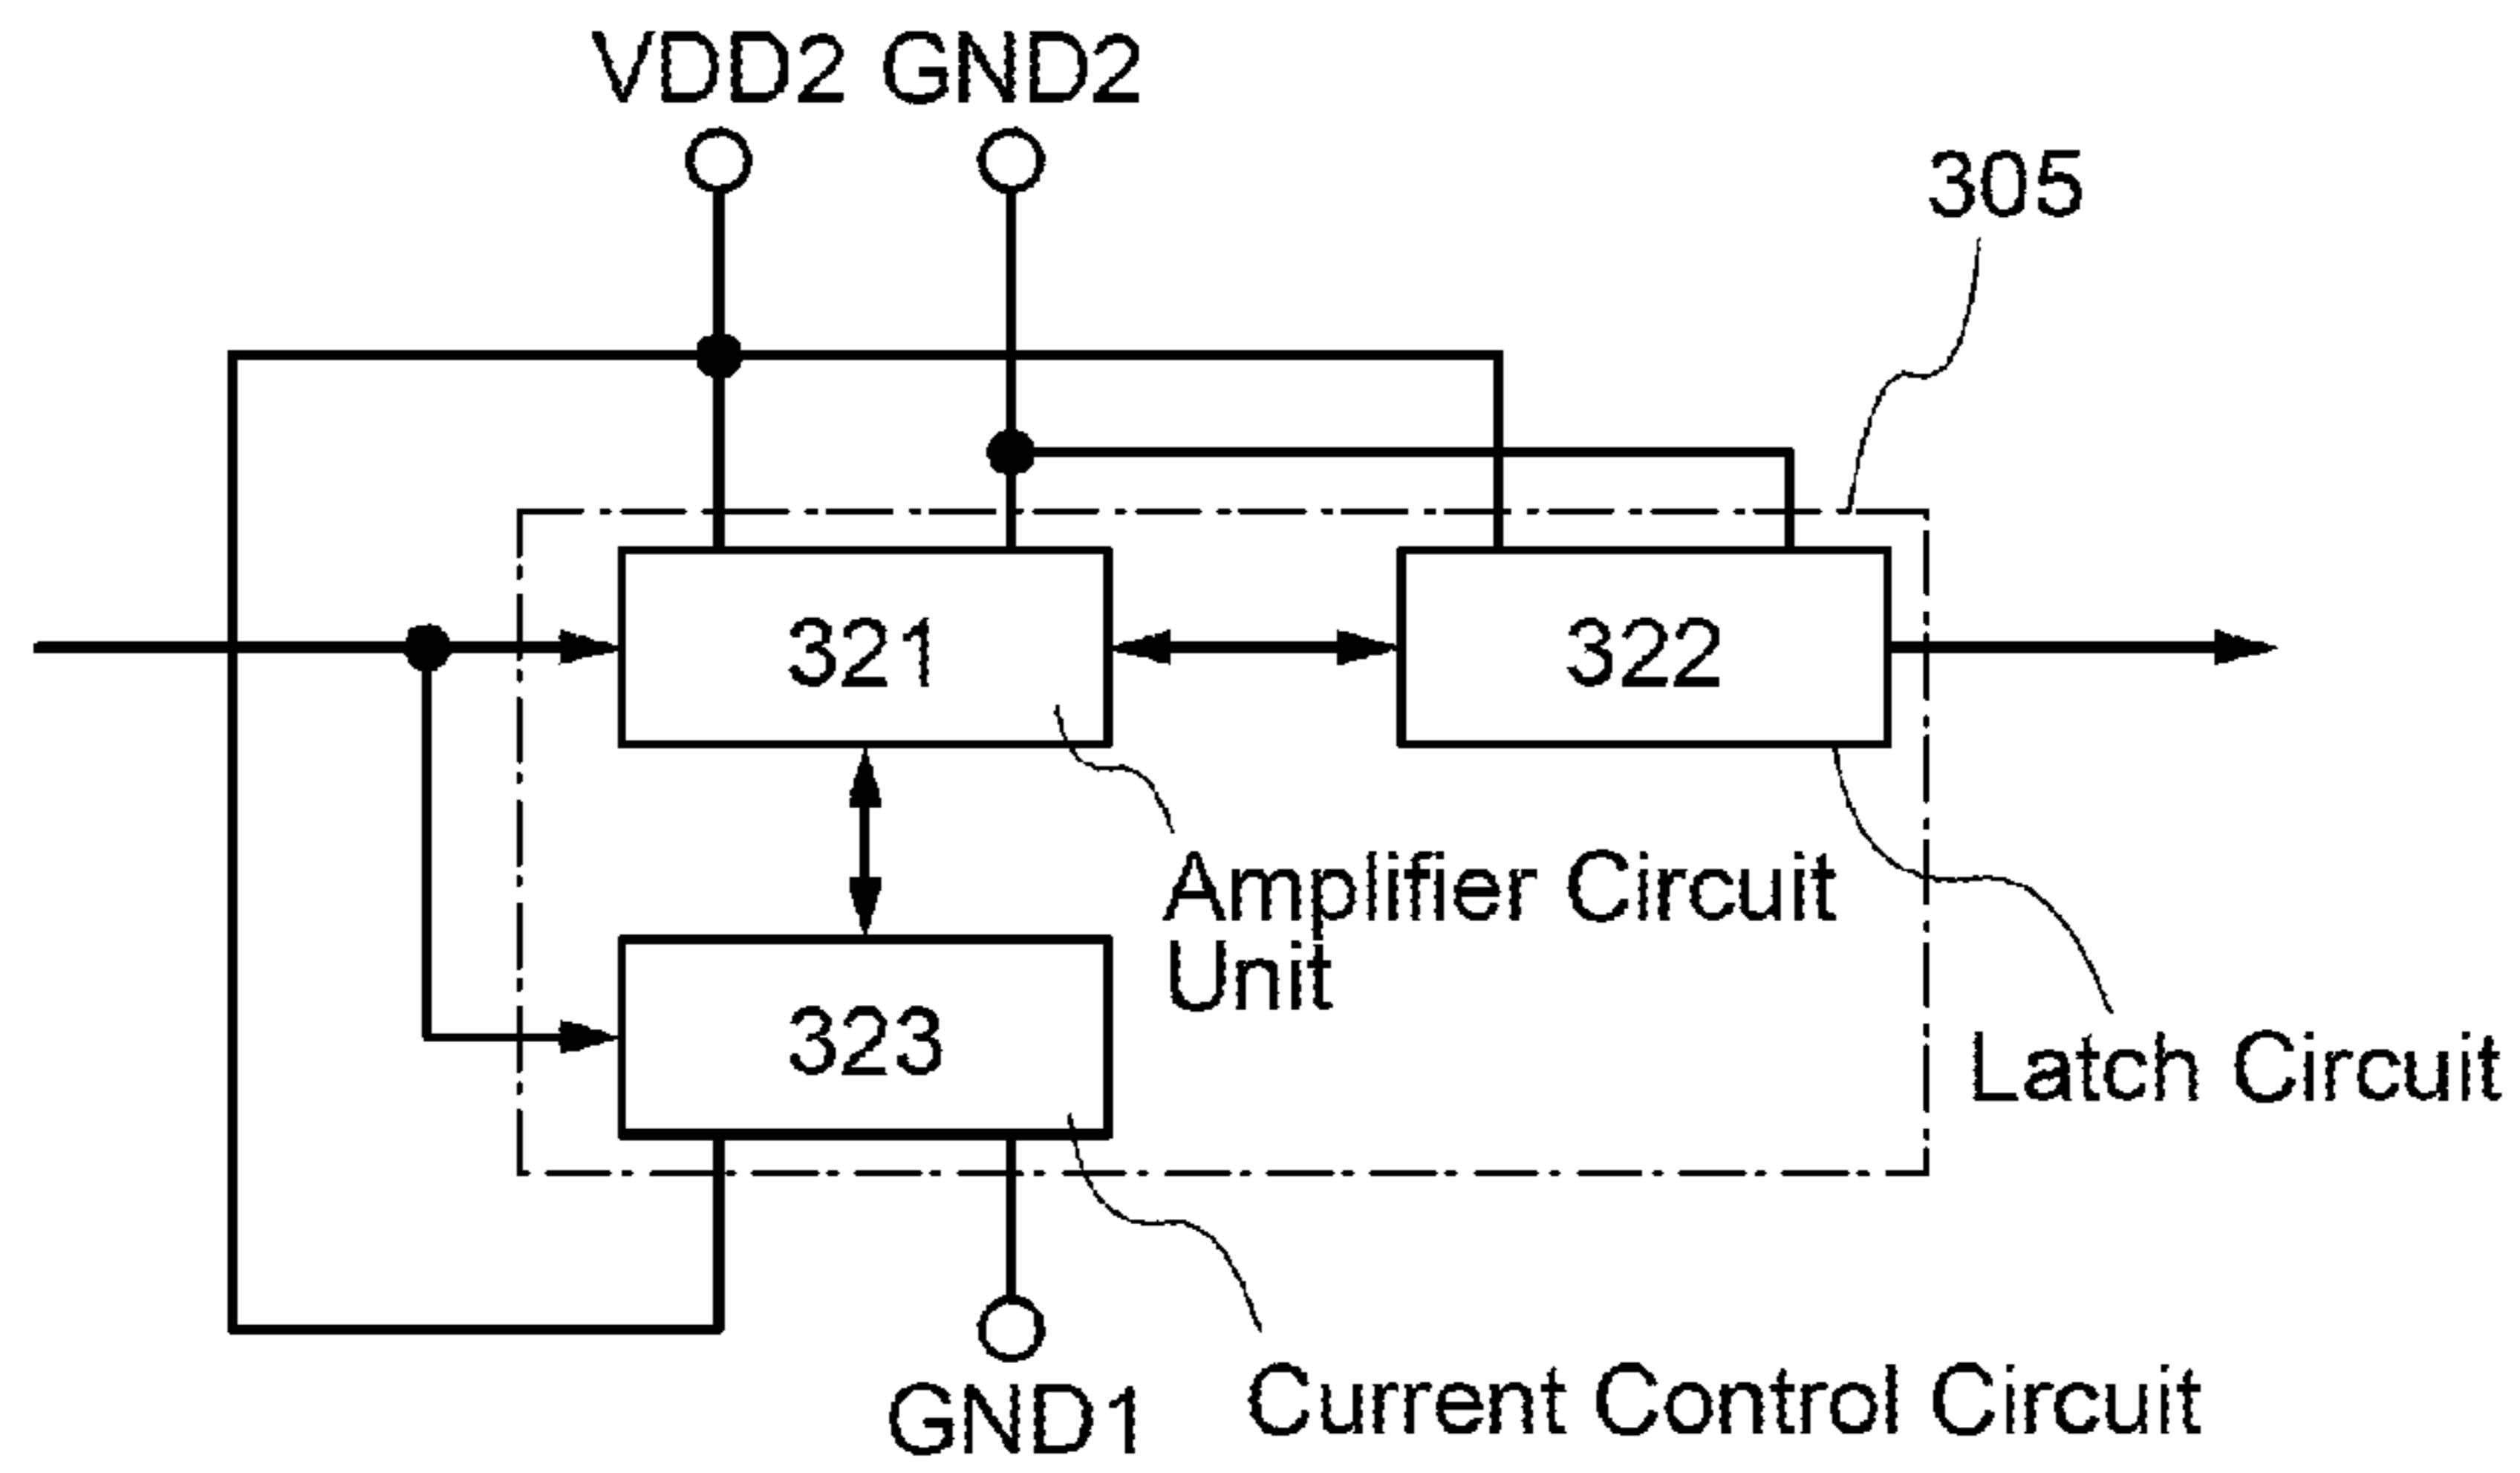 VDD2 GND2
305
321
322
Amplifier Circuit
Unit
323
Latch Circuit
Current Control Circuit
GND1